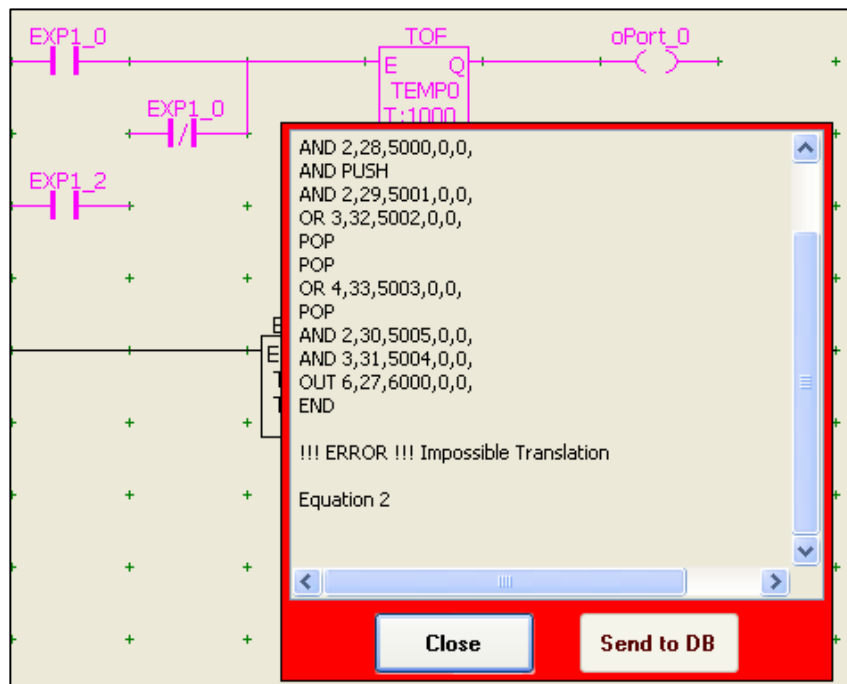 EXP1_0
TOF
oPort_0
E Q
TEMP0
T:1000
EXP1_0
EXP1_2
E
AND 2,28,5000,0,0,
AND PUSH
AND 2,29,5001,0,0,
OR 3,32,5002,0,0,
POP
POP
OR 4,33,5003,0,0,
POP
AND 2,30,5005,0,0,
AND 3,31,5004,0,0,
OUT 6,27,6000,0,0,
END
!!! ERROR !!! Impossible Translation
Equation 2
Close
Send to DB